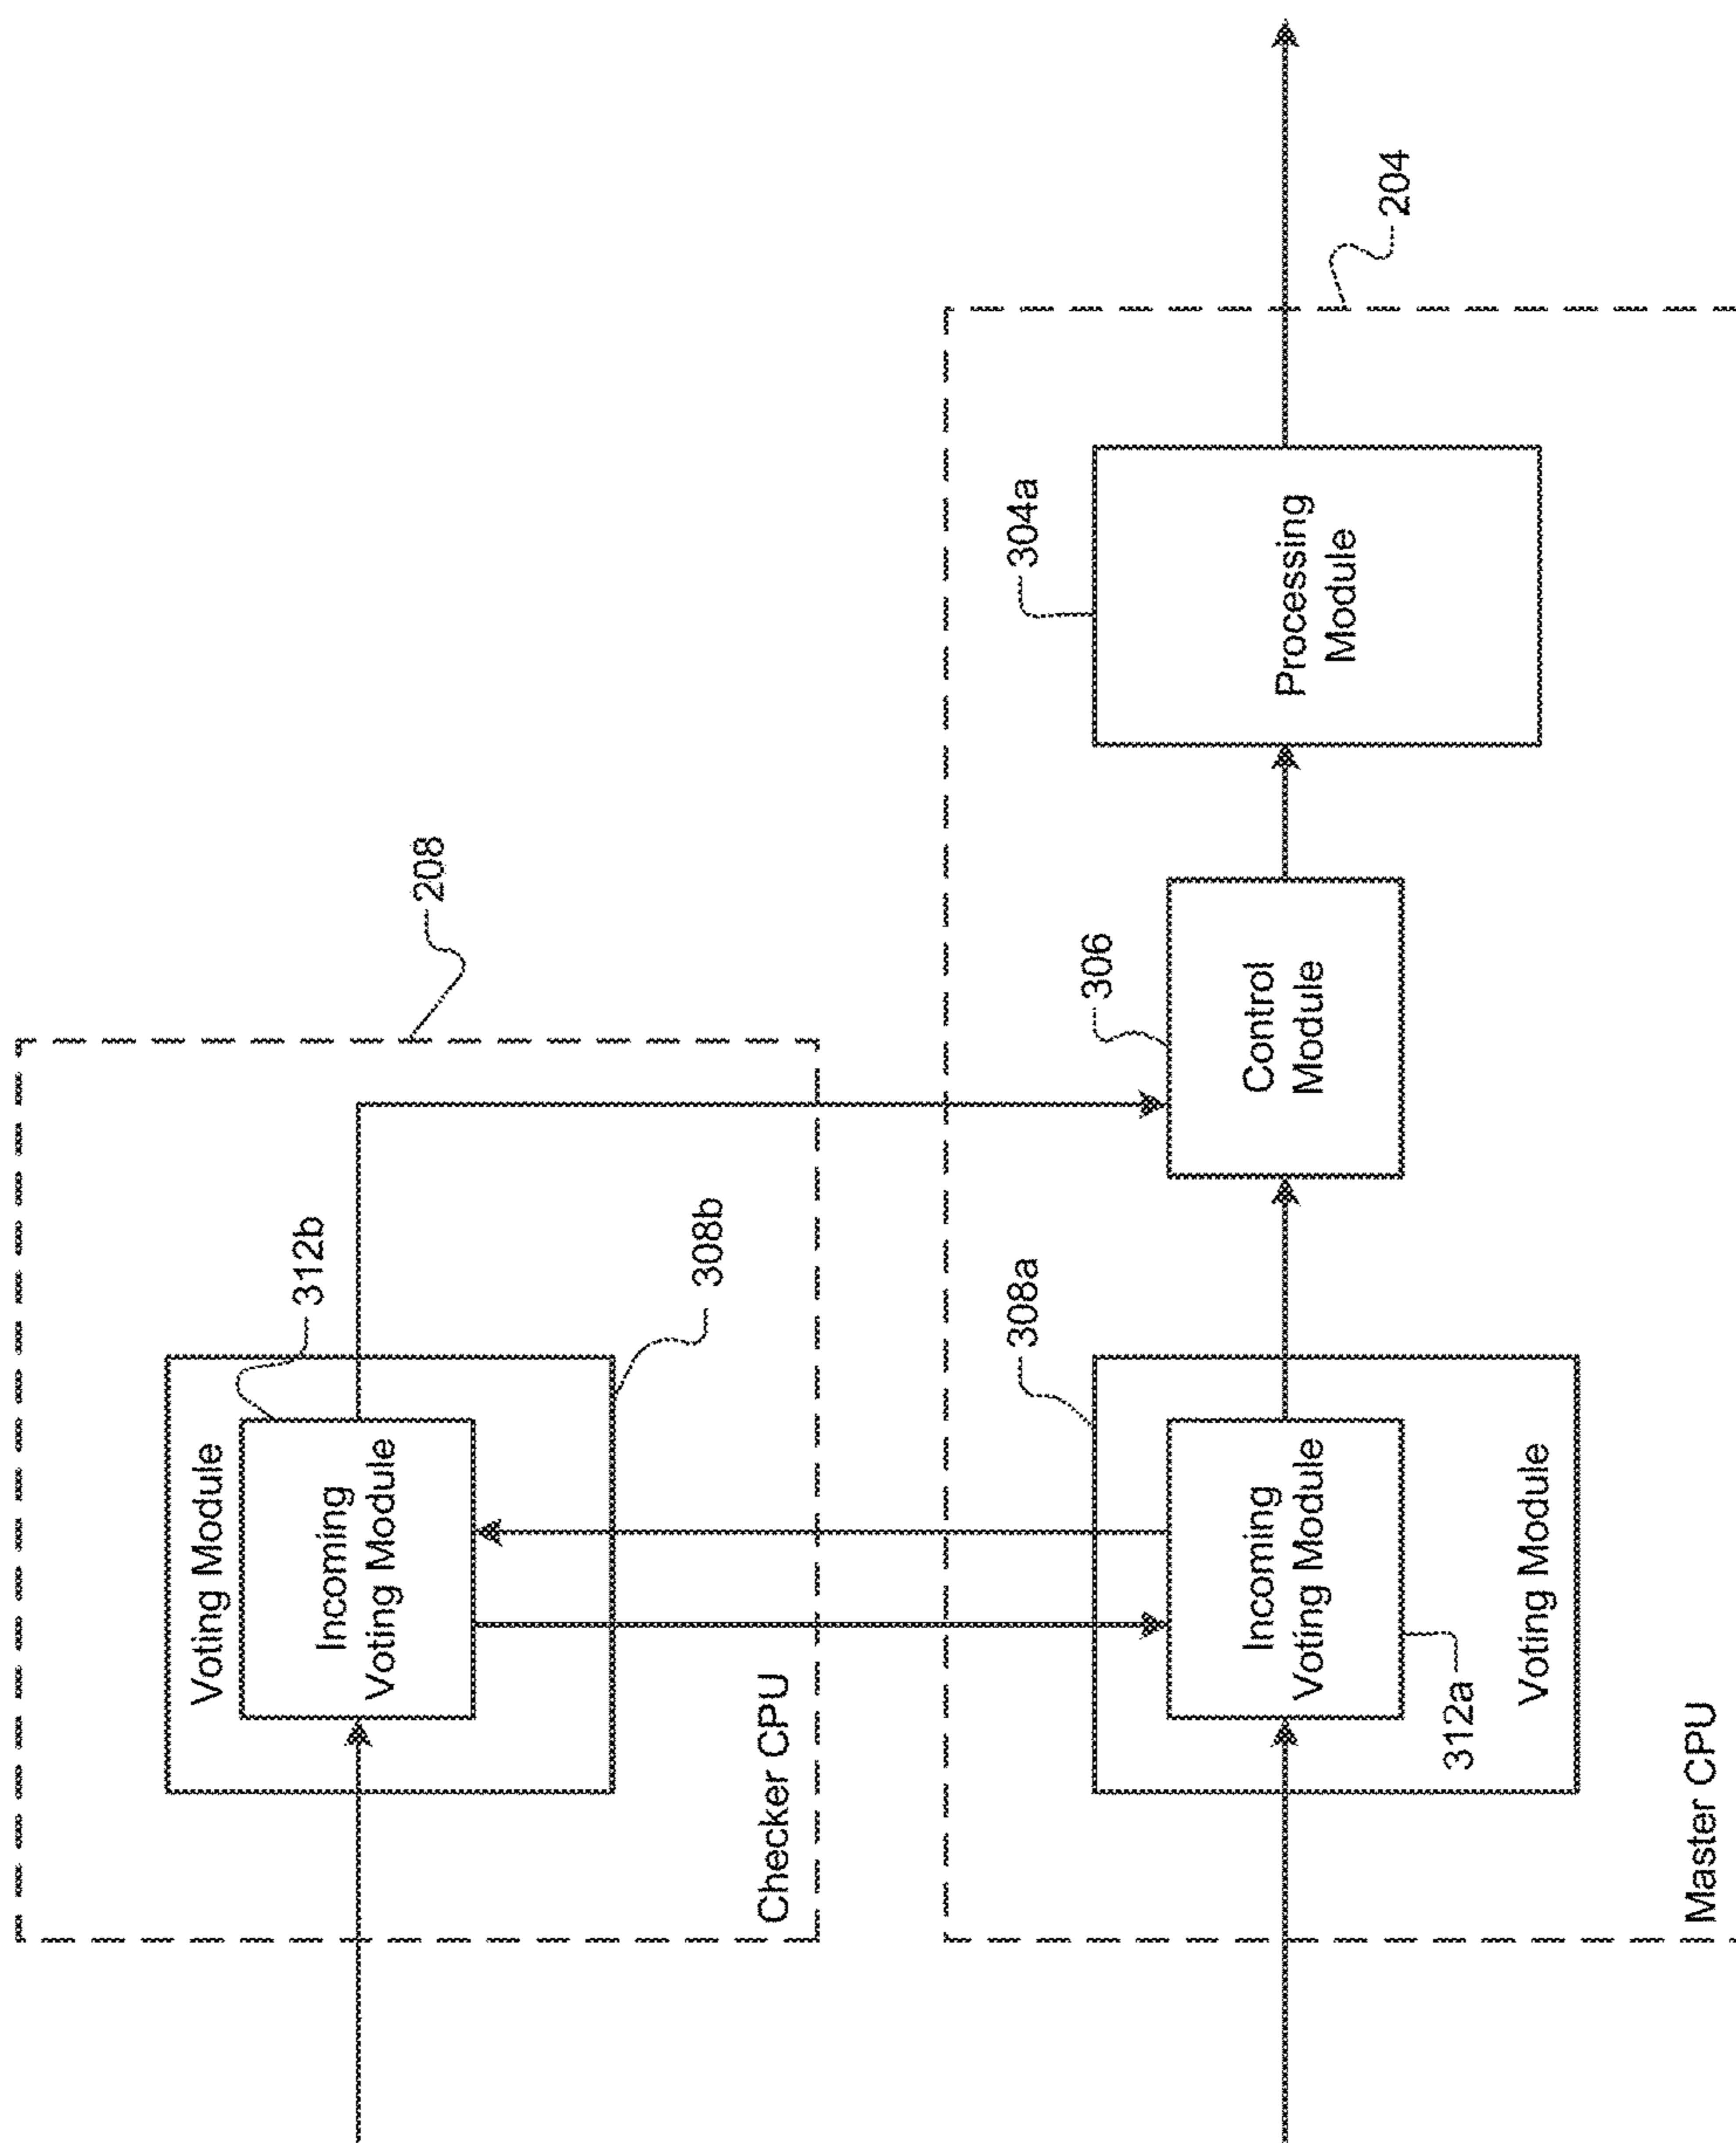 208
Voting Module
312b
Incoming
Voting Module
308b
Checker CPU
204
308a
306
304a
Incoming
Voting Module
Control
Module
Processing
Module
312a
Voting Module
Master CPU